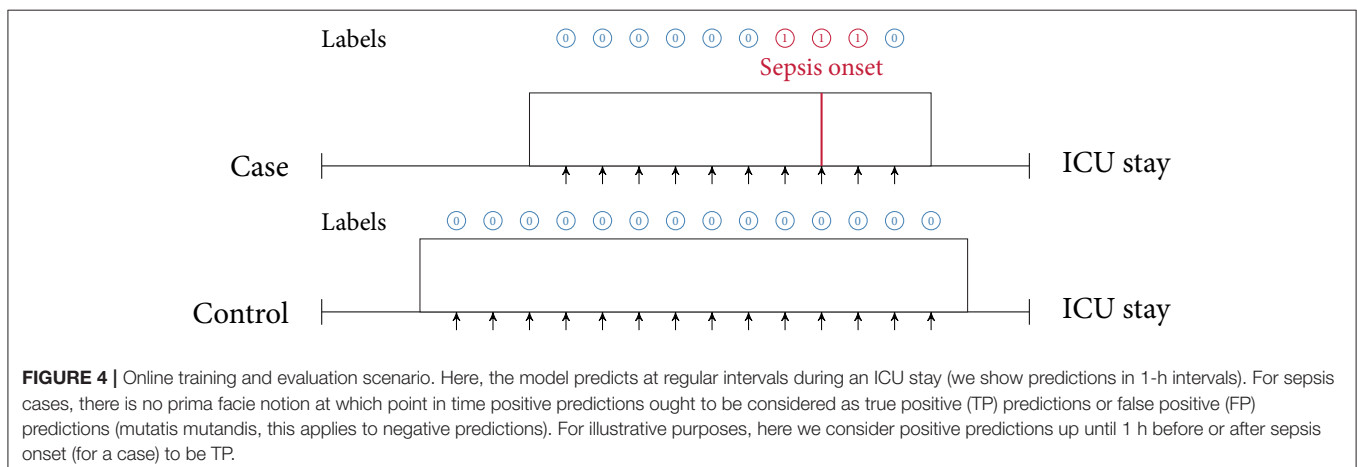 Labels 0 0 0 0 0 0 1 1 1 0
Sepsis onset
Case ICU stay
Labels 0 0 0 0 0 0 0 0 0 0 0 0 0 0
Control ICU stay
FIGURE 4 | Online training and evaluation scenario. Here, the model predicts at regular intervals during an ICU stay (we show predictions in 1-h intervals). For sepsis
cases, there is no prima facie notion at which point in time positive predictions ought to be considered as true positive (TP) predictions or false positive (FP)
predictions (mutatis mutandis, this applies to negative predictions). For illustrative purposes, here we consider positive predictions up until 1 h before or after sepsis
onset (for a case) to be TP.